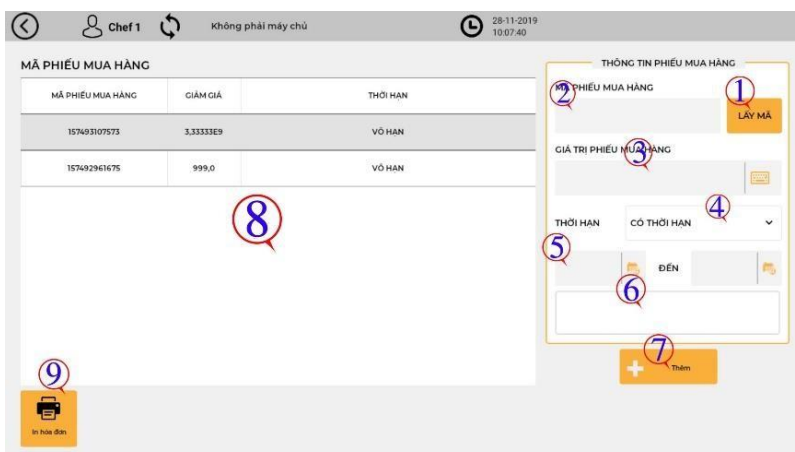 Chef 1
Không phải máy chủ
28-11-2019
10:07:40
MÃ PHIẾU MUA HÀNG
MÃ PHIẾU MUA HÀNG GIẢM GIÁ THỜI HẠN
157493107573 3,33333E9 VÔ HẠN
157492961675 999,0 VÔ HẠN
8
9
In hóa đơn
THÔNG TIN PHIẾU MUA HÀNG
MÃ PHIẾU MUA HÀNG
2
1
LẤY MÃ
GIÁ TRỊ PHIẾU MUA HÀNG
3
4
THỜI HẠN CÓ THỜI HẠN
5
ĐẾN
6
7
Thêm